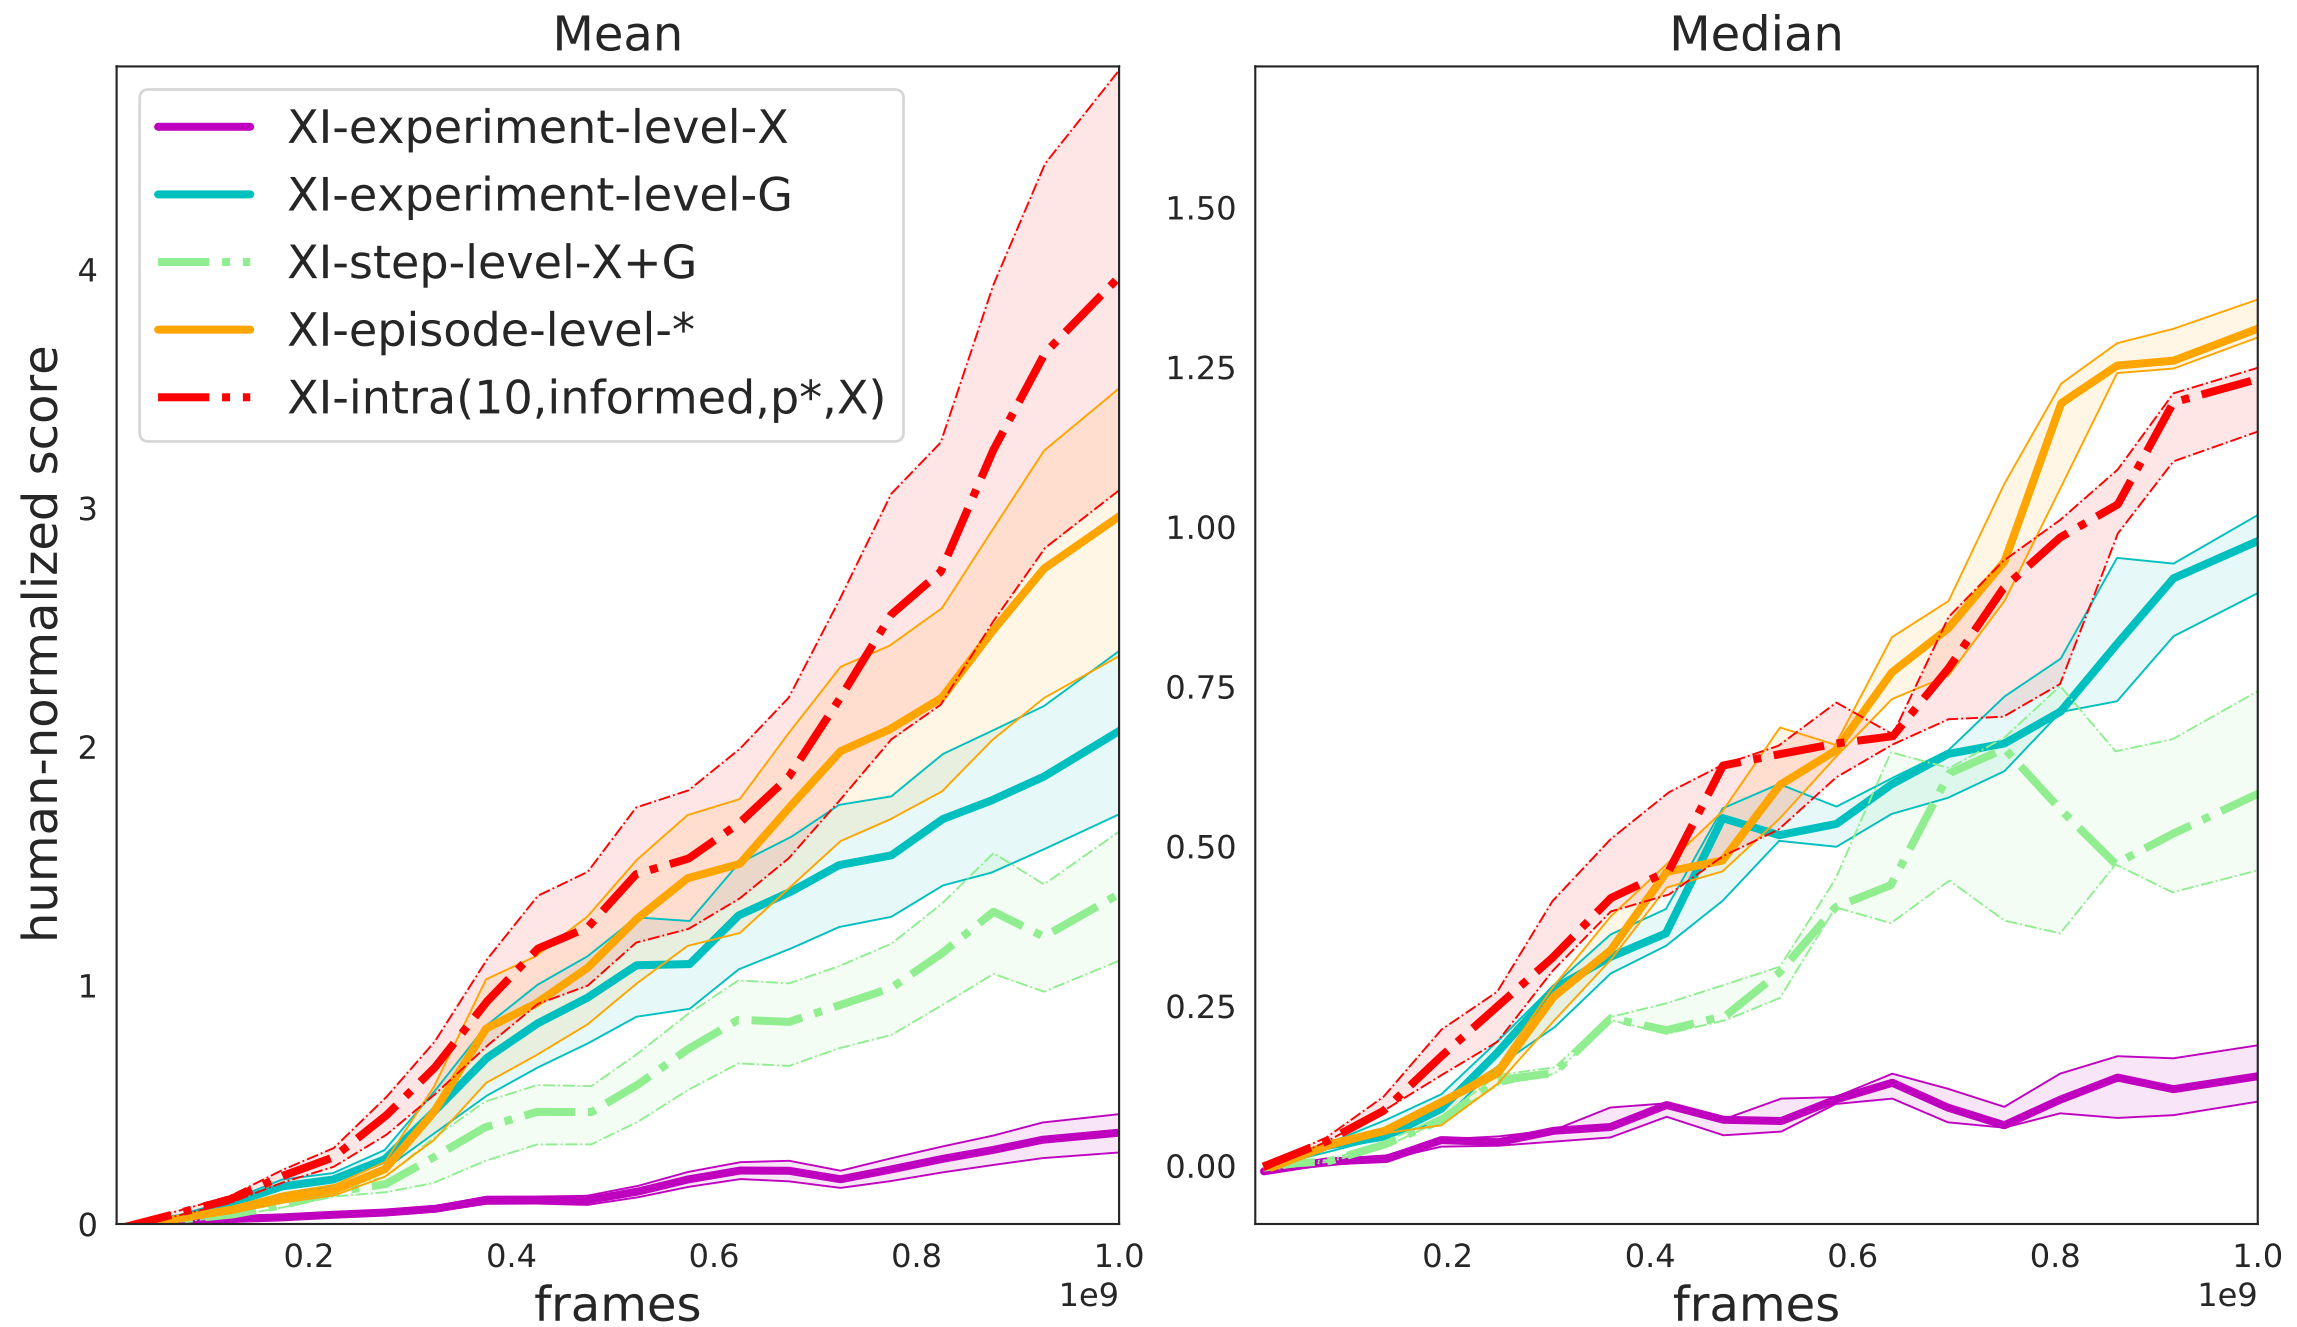 Mean
Median
XI-experiment-level-X
XI-experiment-level-G
XI-step-level-X+G
XI-episode-level-*
XI-intra(10,informed,p*,X)
human-normalized score
4
3
2
1
0
0.2 0.4 0.6 0.8 1.0
1e9
frames
1.50
1.25
1.00
0.75
0.50
0.25
0.00
0.2 0.4 0.6 0.8 1.0
1e9
frames